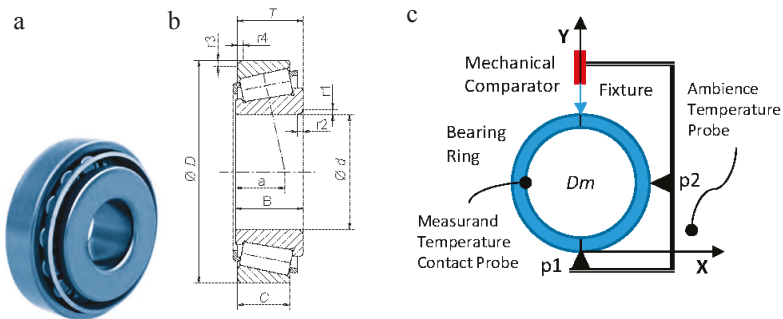 a
b
c
T
r3
r4
r1
r2
Ø D
Ø d
a
B
C
Y
Mechanical
Comparator
Fixture
Ambience
Temperature
Probe
Bearing
Ring
Dm
p2
Measurand
Temperature
Contact Probe
p1
X